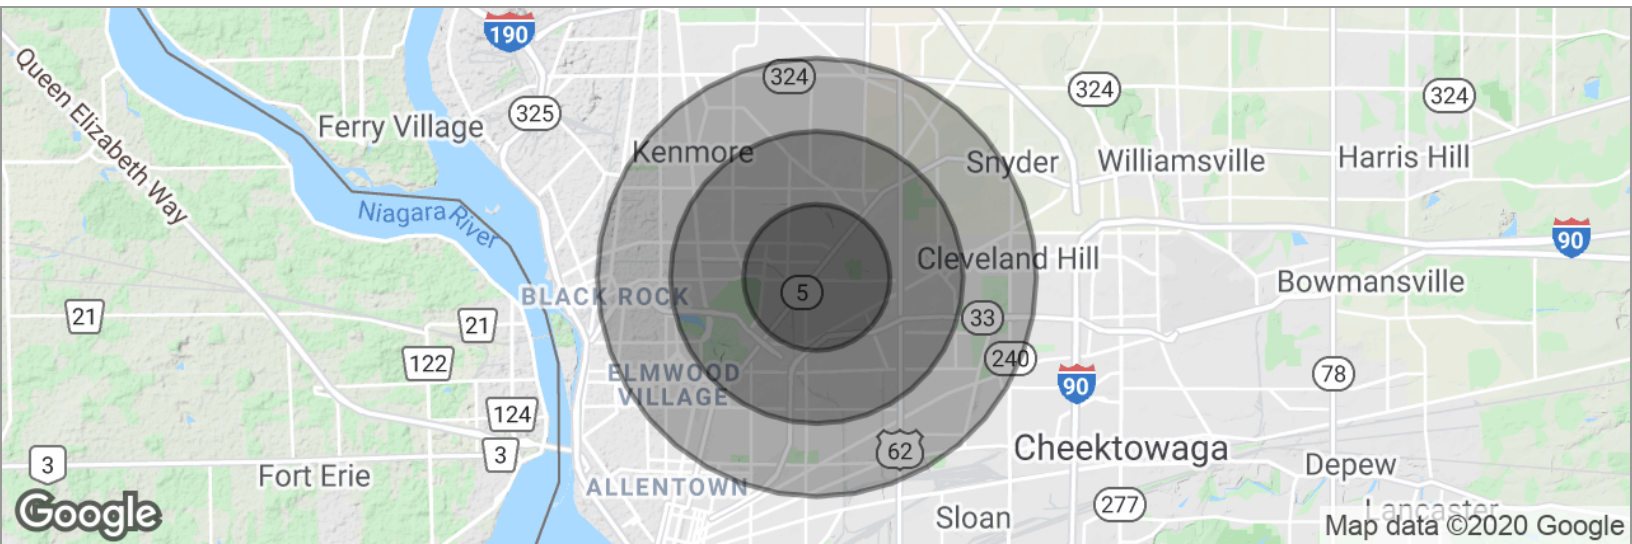 190
324
324
324
325
Queen Elizabeth Way
Ferry Village
Kenmore
Snyder
Williamsville
Harris Hill
Niagara River
90
Cleveland Hill
Bowmansville
BLACK ROCK
5
21
21
33
122
240
90
78
ELMWOOD
VILLAGE
124
3
62
Cheektowaga
3
Fort Erie
Depew
ALLENTOWN
277
Lancaster
Sloan
Google
Map data ©2020 Google